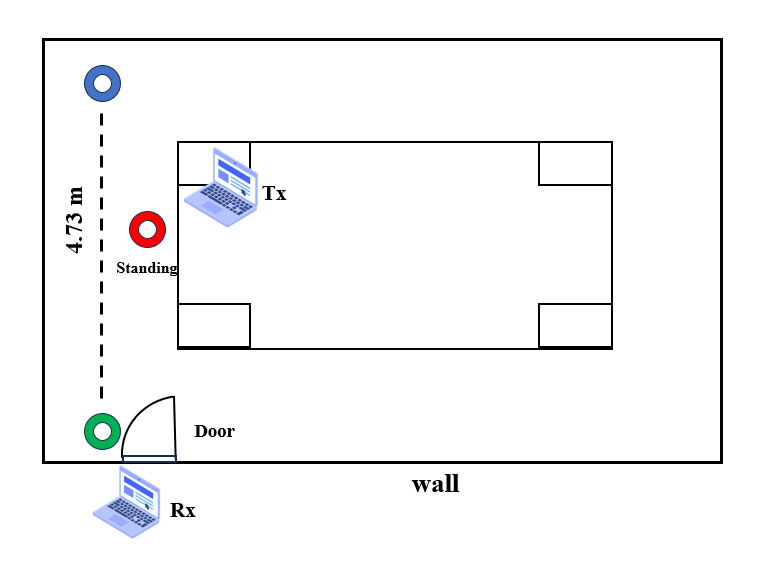 4.73 m
Tx
Standing
Door
wall
Rx